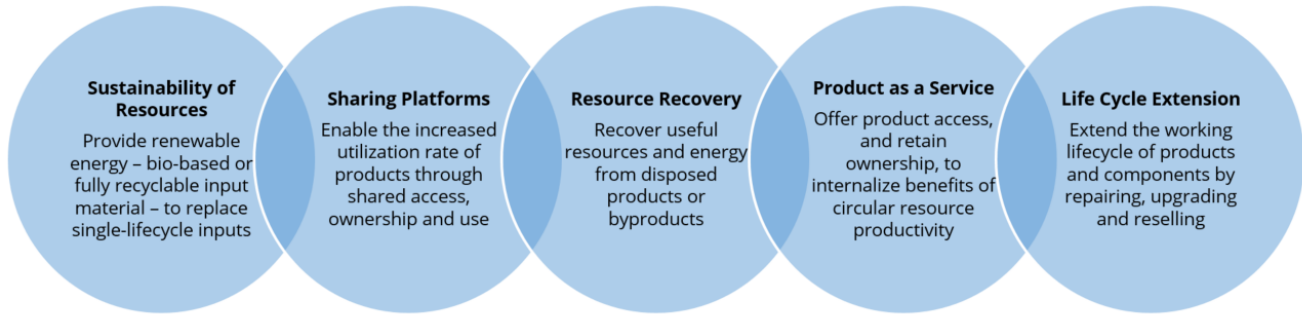 Sustainability of
Resources
Provide renewable
energy – bio-based or
fully recyclable input
material – to replace
single-lifecycle inputs
Sharing Platforms
Enable the increased
utilization rate of
products through
shared access,
ownership and use
Resource Recovery
Recover useful
resources and energy
from disposed
products or
byproducts
Product as a Service
Offer product access,
and retain
ownership, to
internalize benefits of
circular resource
productivity
Life Cycle Extension
Extend the working
lifecycle of products
and components by
repairing, upgrading
and reselling